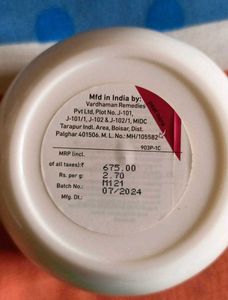 Mfd in India by:
Vardhaman Remedies
Pvt Ltd, Plot No. J-101,
J-101/1, J-102 & J-102/1, MIDC
Tarapur Indl. Area, Boisar, Dist.
Palghar 401506. M. L. No.: MH/105582
903P-1C
MRP (incl.
of all taxes):₹ 675.00
Rs. per g: 2.70
Batch No.: M121
Mfg. Dt.: 07/2024